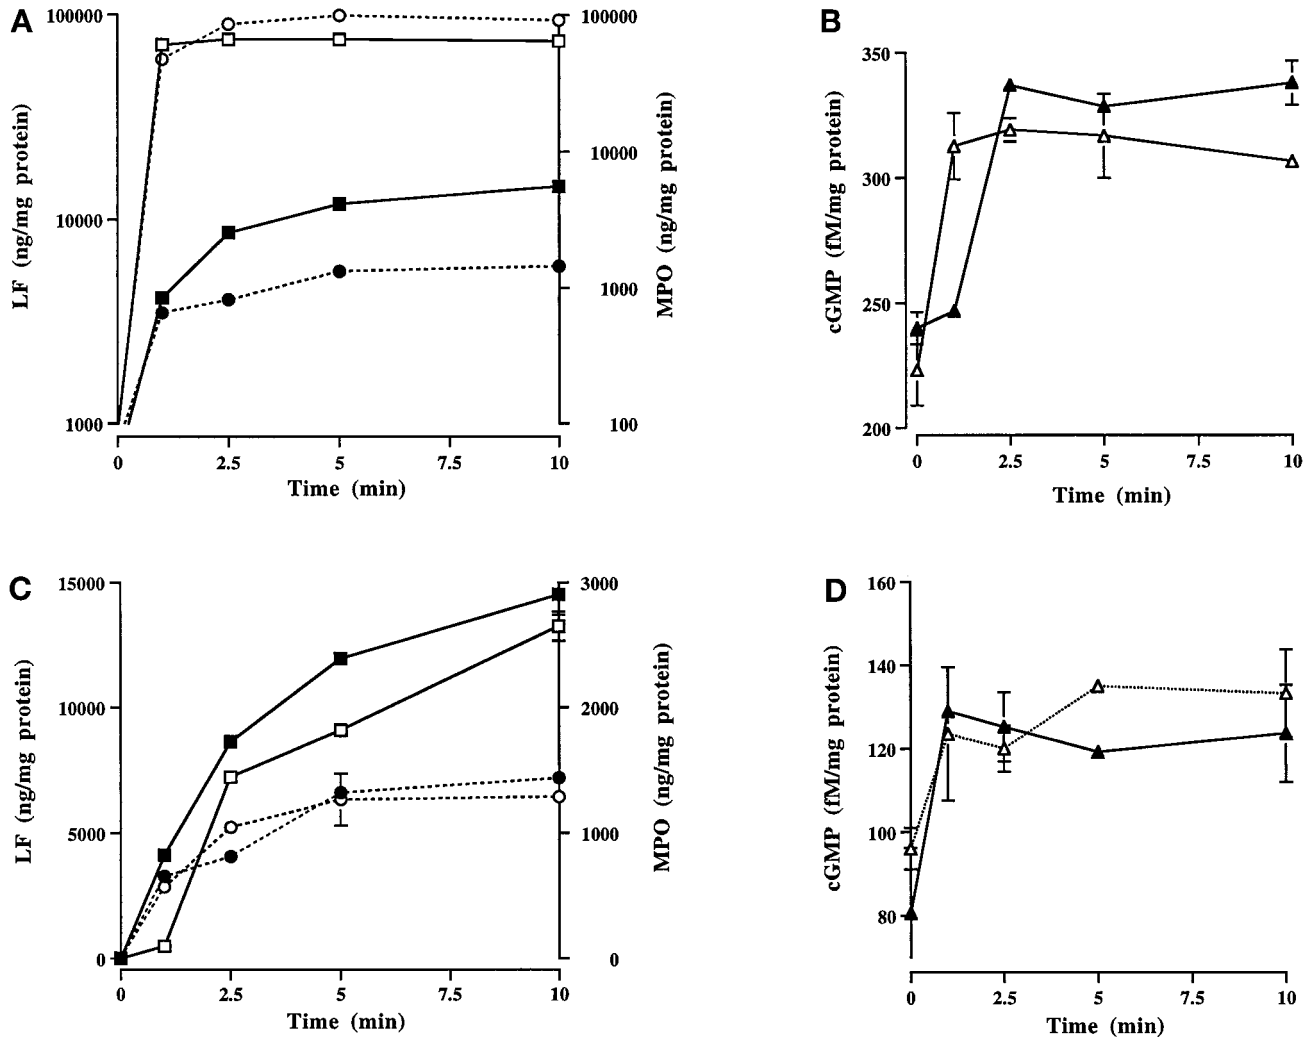 A
100000
10000
1000
LF (ng/mg protein)
100000
10000
1000
100
MPO (ng/mg protein)
0 2.5 5 7.5 10
Time (min)
B
350
300
250
200
cGMP (fM/mg protein)
0 2.5 5 7.5 10
Time (min)
C
15000
10000
5000
0
LF (ng/mg protein)
3000
2000
1000
0
MPO (ng/mg protein)
0 2.5 5 7.5 10
Time (min)
D
160
140
120
100
80
cGMP (fM/mg protein)
0 2.5 5 7.5 10
Time (min)